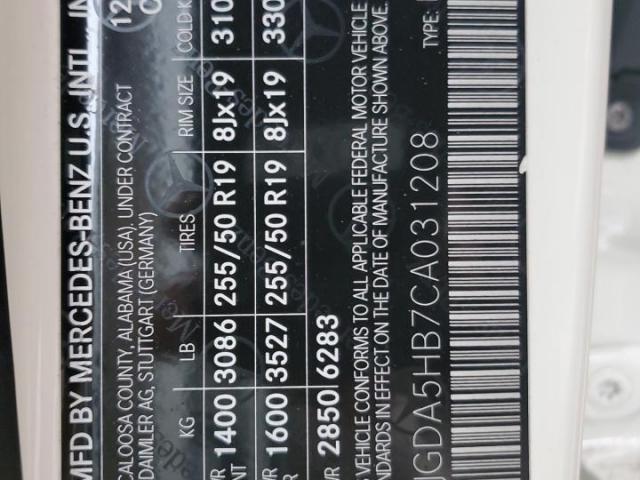 MFD BY MERCEDES-BENZ U.S. INTL. IN
CALOOSA COUNTY, ALABAMA (USA), UNDER CONTRACT
DAIMLER AG, STUTTGART (GERMANY)
12
KG LB TIRES RIM SIZE COLD K
1400 3086 255/50 R19 8Jx19 310
1600 3527 255/50 R19 8Jx19 330
2850 6283
VEHICLE CONFORMS TO ALL APPLICABLE FEDERAL MOTOR VEHICLE
STANDARDS IN EFFECT ON THE DATE OF MANUFACTURE SHOWN ABOVE.
JGDA5HB7CA031208 TYPE: